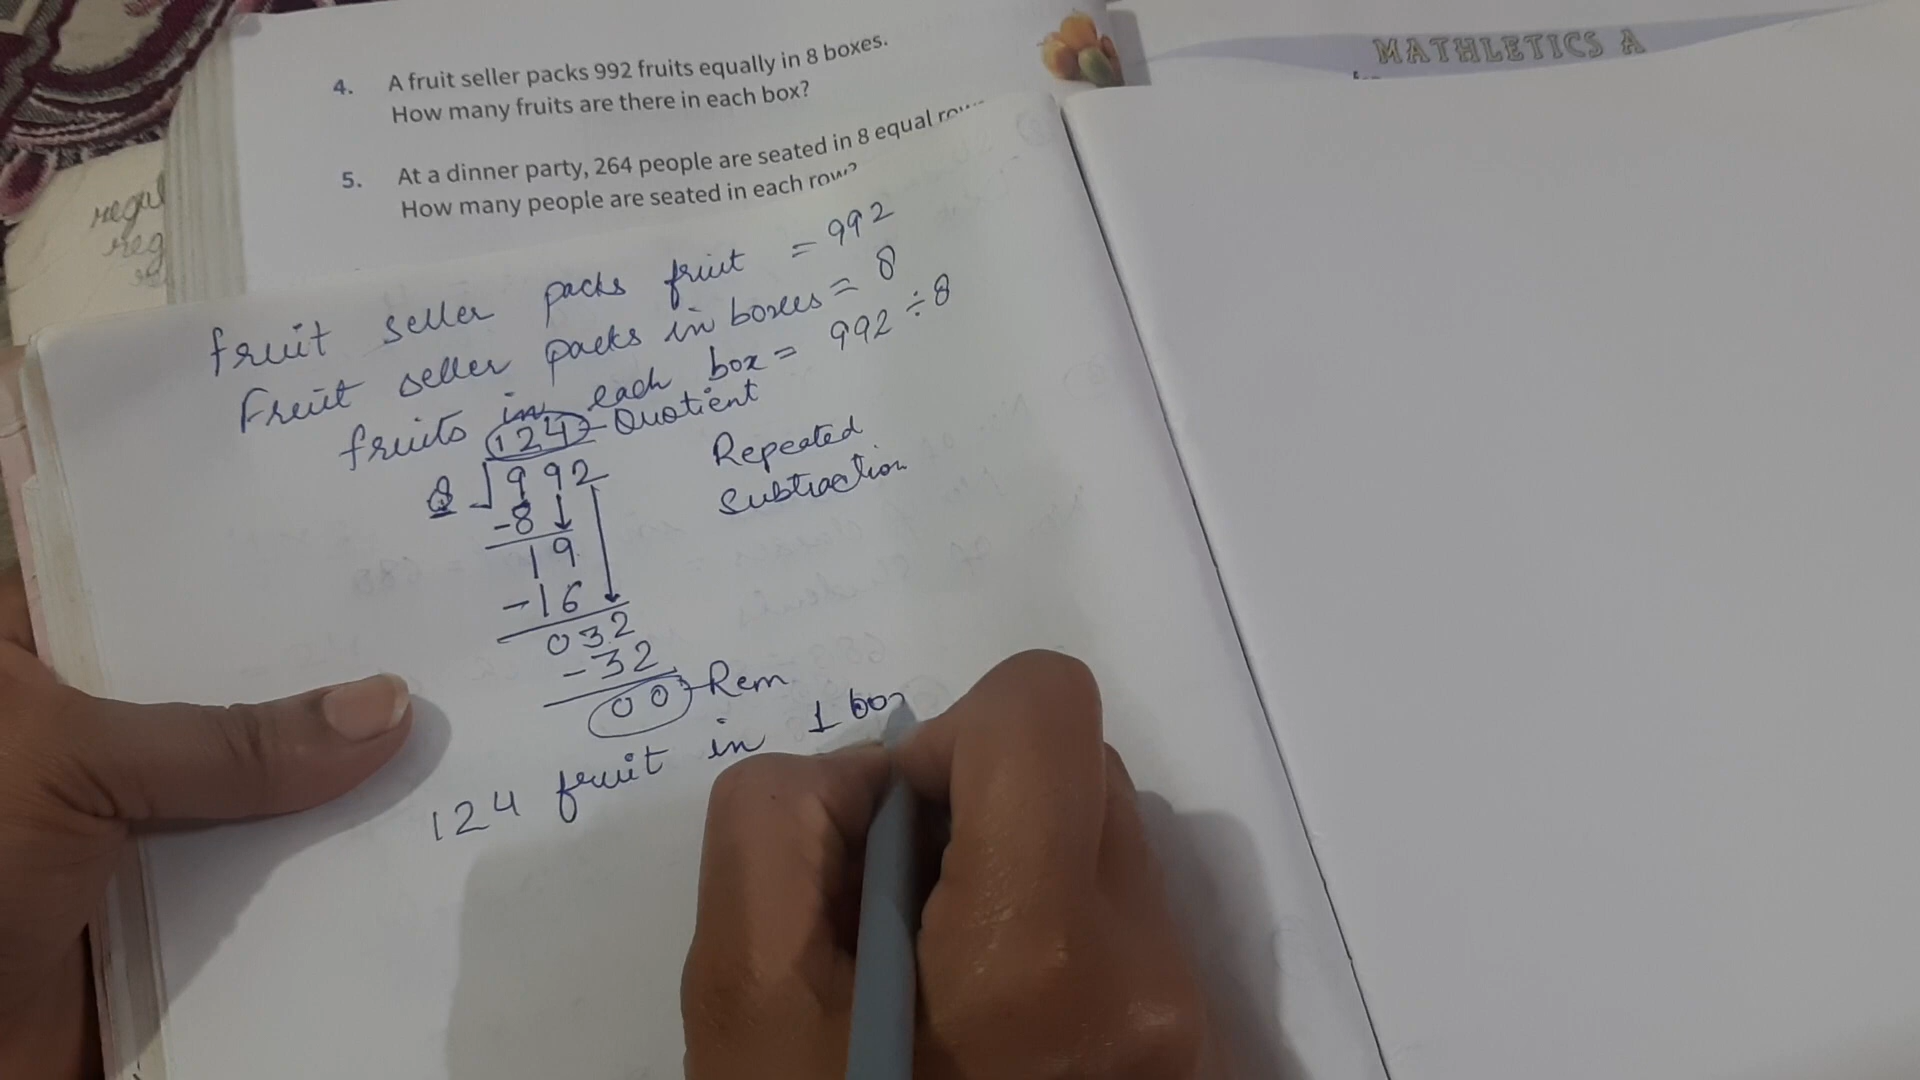 MATHLETICS A
4. A fruit seller packs 992 fruits equally in 8 boxes.
How many fruits are there in each box?
5. At a dinner party, 264 people are seated in 8 equal
How many people are seated in each row?
regul
reg
fruit seller packs fruit = 992
Fruit seller packs in boxes = 8
fruits in each box = 992 ÷ 8
124 - Quotient
8 √992
-8
19
-16
032
-32
00 - Rem
Repeated
Subtraction
124 fruit in 1 box